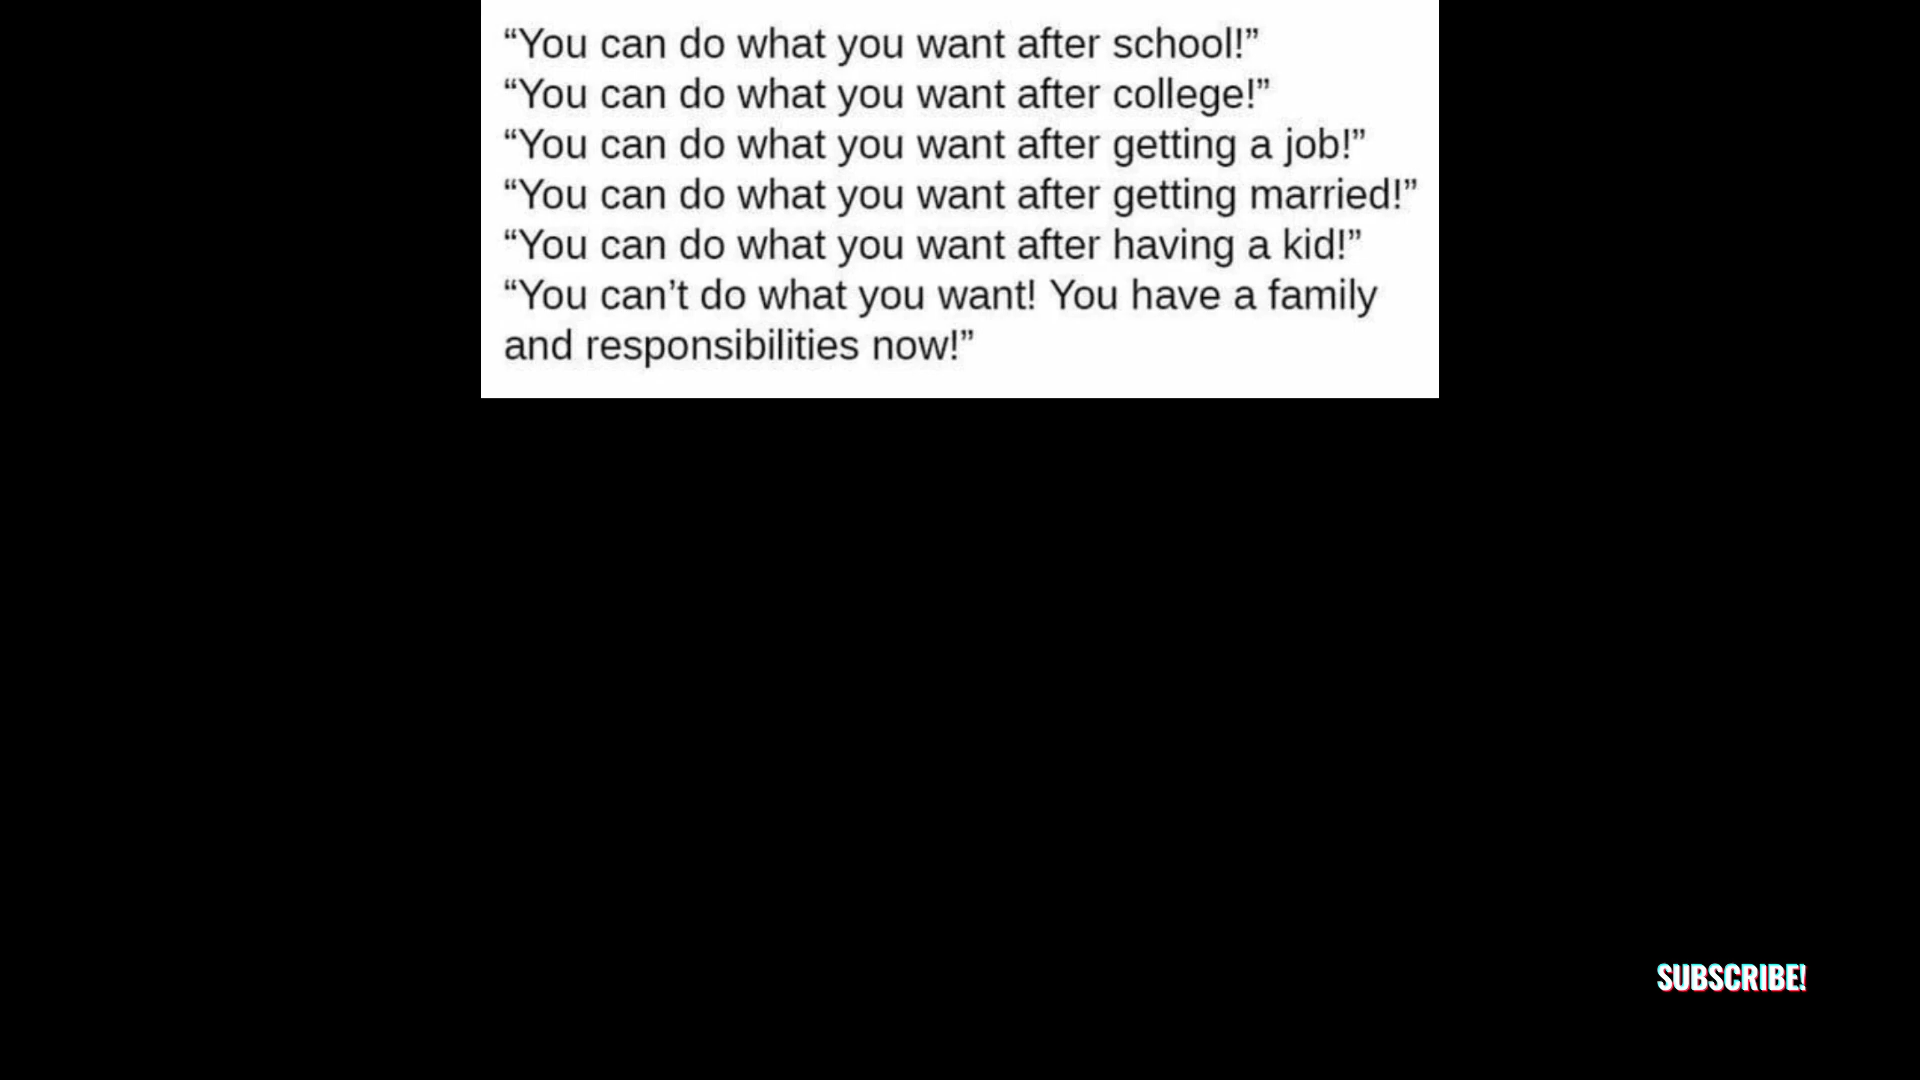 “You can do what you want after school!”
“You can do what you want after college!”
“You can do what you want after getting a job!”
“You can do what you want after getting married!”
“You can do what you want after having a kid!”
“You can’t do what you want! You have a family
and responsibilities now!”
SUBSCRIBE!